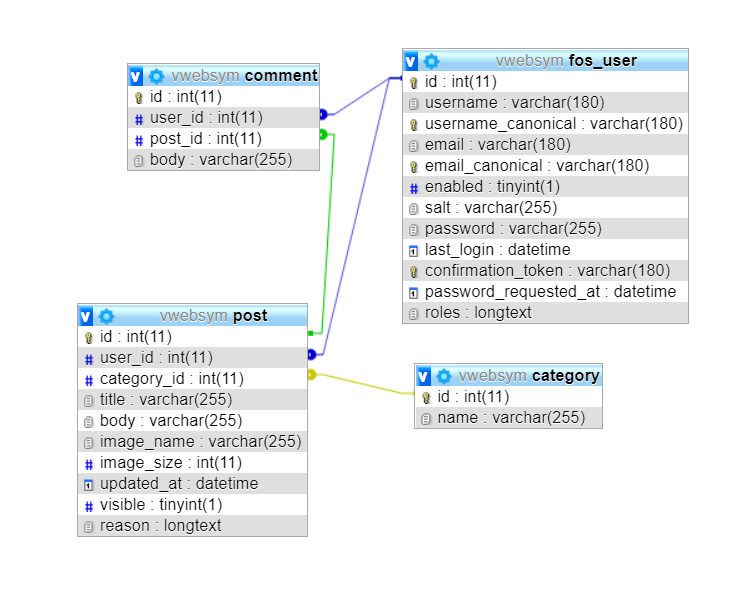 vwebsym comment
id : int(11)
user_id : int(11)
post_id : int(11)
body : varchar(255)
vwebsym fos_user
id : int(11)
username : varchar(180)
username_canonical : varchar(180)
email : varchar(180)
email_canonical : varchar(180)
enabled : tinyint(1)
salt : varchar(255)
password : varchar(255)
last_login : datetime
confirmation_token : varchar(180)
password_requested_at : datetime
roles : longtext
vwebsym post
id : int(11)
user_id : int(11)
category_id : int(11)
title : varchar(255)
body : varchar(255)
image_name : varchar(255)
image_size : int(11)
updated_at : datetime
visible : tinyint(1)
reason : longtext
vwebsym category
id : int(11)
name : varchar(255)